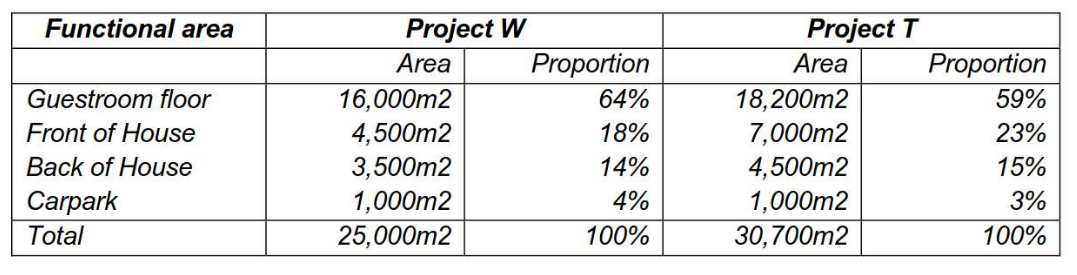 Functional area Project W Project T
Area Proportion Area Proportion
Guestroom floor 16,000m2 64% 18,200m2 59%
Front of House 4,500m2 18% 7,000m2 23%
Back of House 3,500m2 14% 4,500m2 15%
Carpark 1,000m2 4% 1,000m2 3%
Total 25,000m2 100% 30,700m2 100%